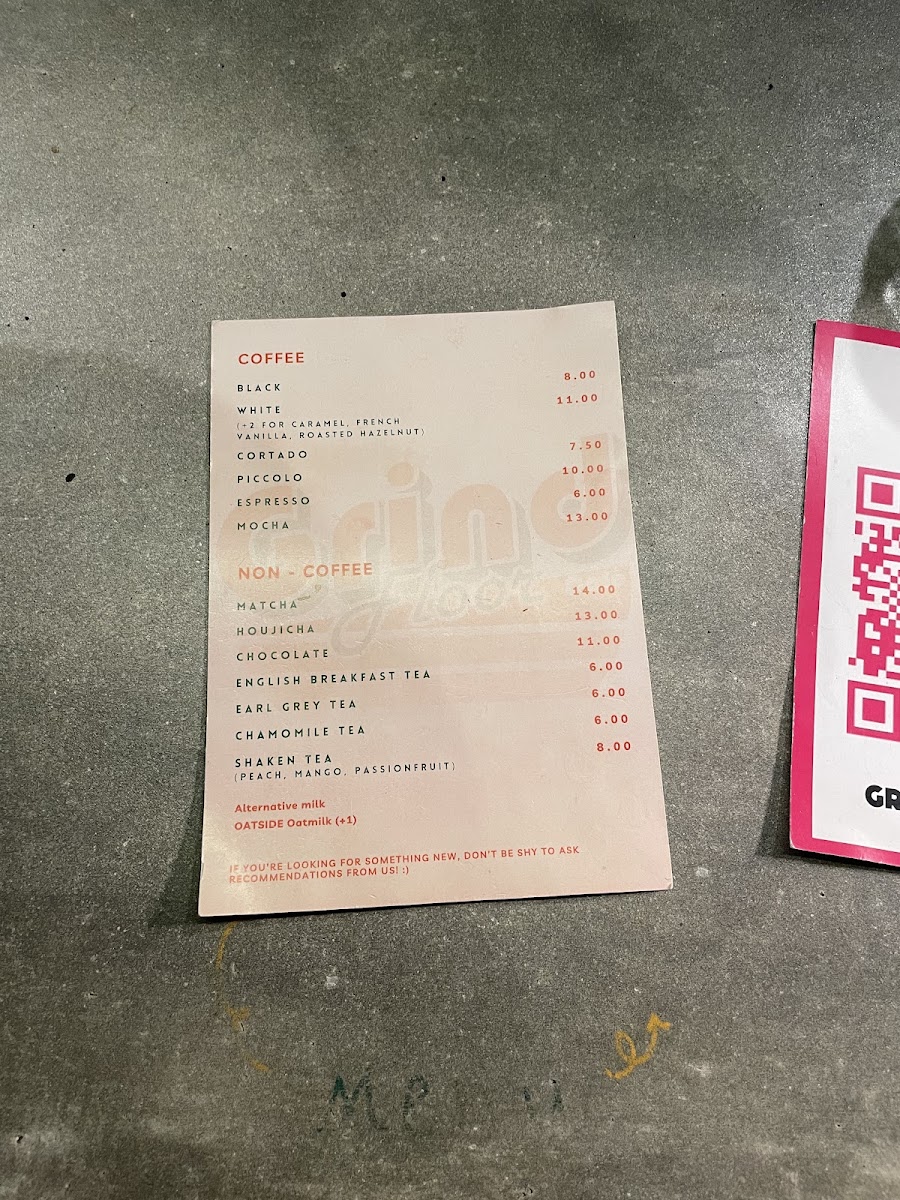 COFFEE
BLACK 8.00
WHITE 11.00
(+2 FOR CARAMEL, FRENCH
VANILLA, ROASTED HAZELNUT)
CORTADO 7.50
PICCOLO 10.00
ESPRESSO 6.00
MOCHA 13.00
Grind
NON - COFFEE
MATCHA 14.00
HOUJICHA 13.00
CHOCOLATE 11.00
ENGLISH BREAKFAST TEA 6.00
EARL GREY TEA 6.00
CHAMOMILE TEA 6.00
SHAKEN TEA 8.00
(PEACH, MANGO, PASSIONFRUIT)
Alternative milk
OATSIDE Oatmilk (+1)
IF YOU'RE LOOKING FOR SOMETHING NEW, DON'T BE SHY TO ASK
RECOMMENDATIONS FROM US! :)
GR